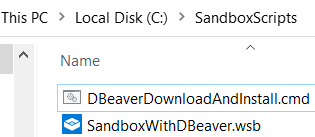 This PC > Local Disk (C:) > SandboxScripts
Name
DBeaverDownloadAndInstall.cmd
SandboxWithDBeaver.wsb